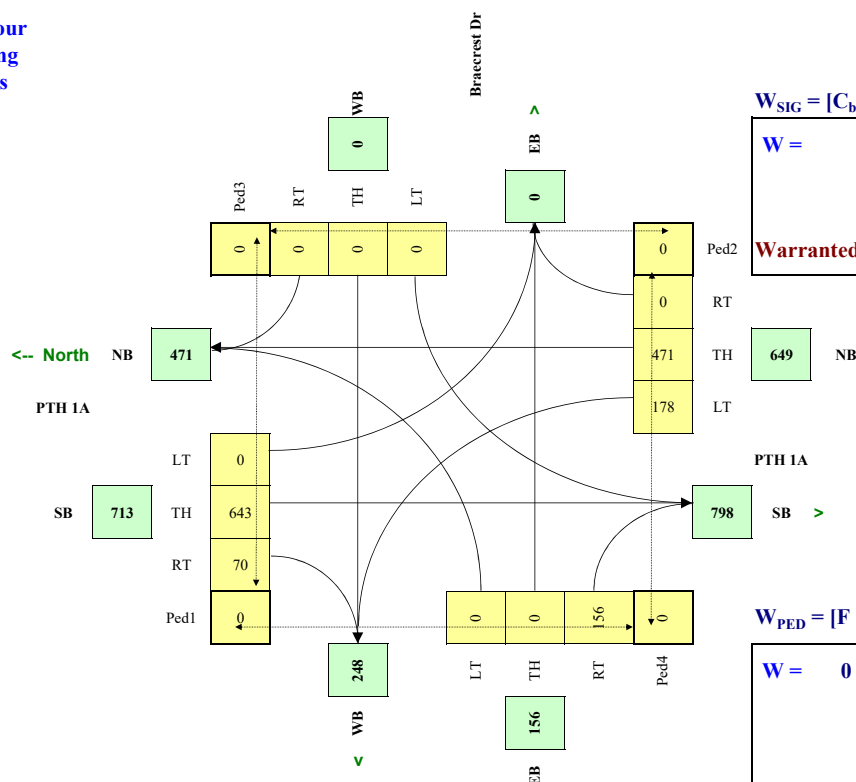 our
ng
s
Braecrest Dr
WB
0
^
EB
0
Ped3
RT
TH
LT
0
0
0
0
0
Ped2
0
RT
<-- North
NB
471
471
TH
649
NB
PTH 1A
178
LT
LT
0
PTH 1A
SB
713
TH
643
798
SB
>
RT
70
Ped1
0
0
0
156
0
248
LT
TH
RT
Ped4
WB
156
<
EB
W_SIG = [C_b
W =
Warranted
W_PED = [F
W = 0